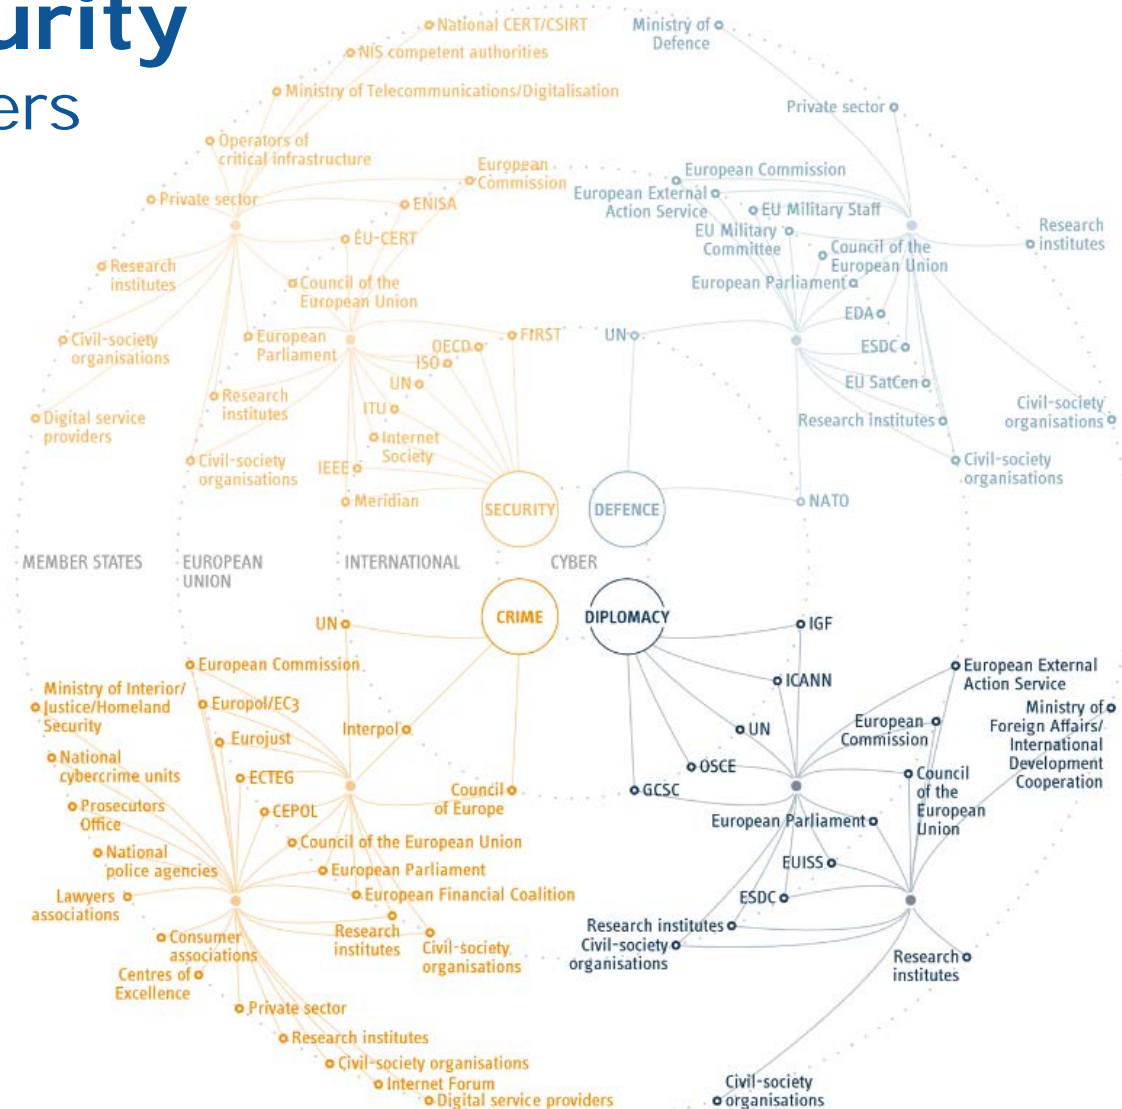 urity
ers
National CERT/CSIRT
NIS competent authorities
Ministry of Telecommunications/Digitalisation
Operators of
critical infrastructure
Private sector
Research
institutes
Civil-society
organisations
Digital service
providers
European
Commission
ENISA
EU-CERT
Council of the
European Union
European
Parliament
Research
institutes
Civil-society
organisations
FIRST
OECD
ISO
UN
ITU
Internet
Society
IEEE
Meridian
SECURITY
Ministry of
Defence
Private sector
Research
institutes
Civil-society
organisations
European Commission
European External
Action Service
EU Military Staff
EU Military
Committee
Council of the
European Union
European Parliament
EDA
ESDC
EU SatCen
Research institutes
Civil-society
organisations
UN
NATO
DEFENCE
MEMBER STATES
EUROPEAN
UNION
INTERNATIONAL
CYBER
CRIME
UN
Interpol
Council
of Europe
European Commission
Europol/EC3
Eurojust
ECTEG
CEPOL
Council of the European Union
European Parliament
European Financial Coalition
Research
institutes
Civil-society
organisations
Ministry of Interior/
Justice/Homeland
Security
National
cybercrime units
Prosecutors
Office
National
police agencies
Lawyers
associations
Consumer
associations
Centres of
Excellence
Private sector
Research institutes
Civil-society organisations
Internet Forum
Digital service providers
DIPLOMACY
IGF
ICANN
UN
OSCE
GCSC
European External
Action Service
European
Commission
Council
of the
European
Union
European Parliament
EUISS
ESDC
Research institutes
Civil-society
organisations
Ministry of
Foreign Affairs/
International
Development
Cooperation
Research
institutes
Civil-society
organisations